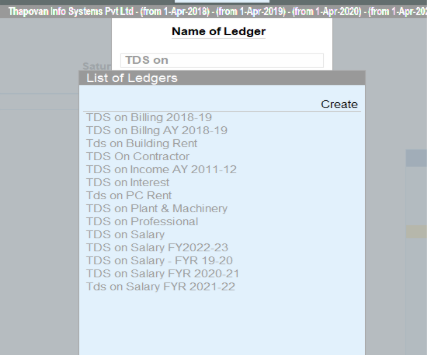 Thapovan Info Systems Pvt Ltd - (from 1-Apr-2018) - (from 1-Apr-2019) - (from 1-Apr-2020) - (from 1-Apr-202
Name of Ledger
TDS on
Satur
List of Ledgers
Create
TDS on Billing 2018-19
TDS on Billng AY 2018-19
Tds on Building Rent
TDS On Contractor
TDS on Income AY 2011-12
TDS on Interest
Tds on PC Rent
TDS on Plant & Machinery
TDS on Professional
TDS on Salary
TDS on Salary FY2022-23
TDS on Salary - FYR 19-20
TDS on Salary FYR 2020-21
Tds on Salary FYR 2021-22